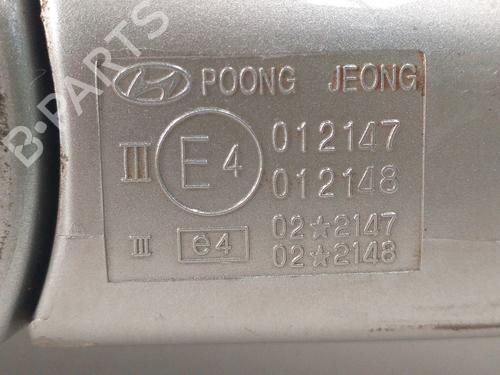 POONG JEONG
III E4 012147
012148
III e4 02★2147
02★2148
B-PARTS